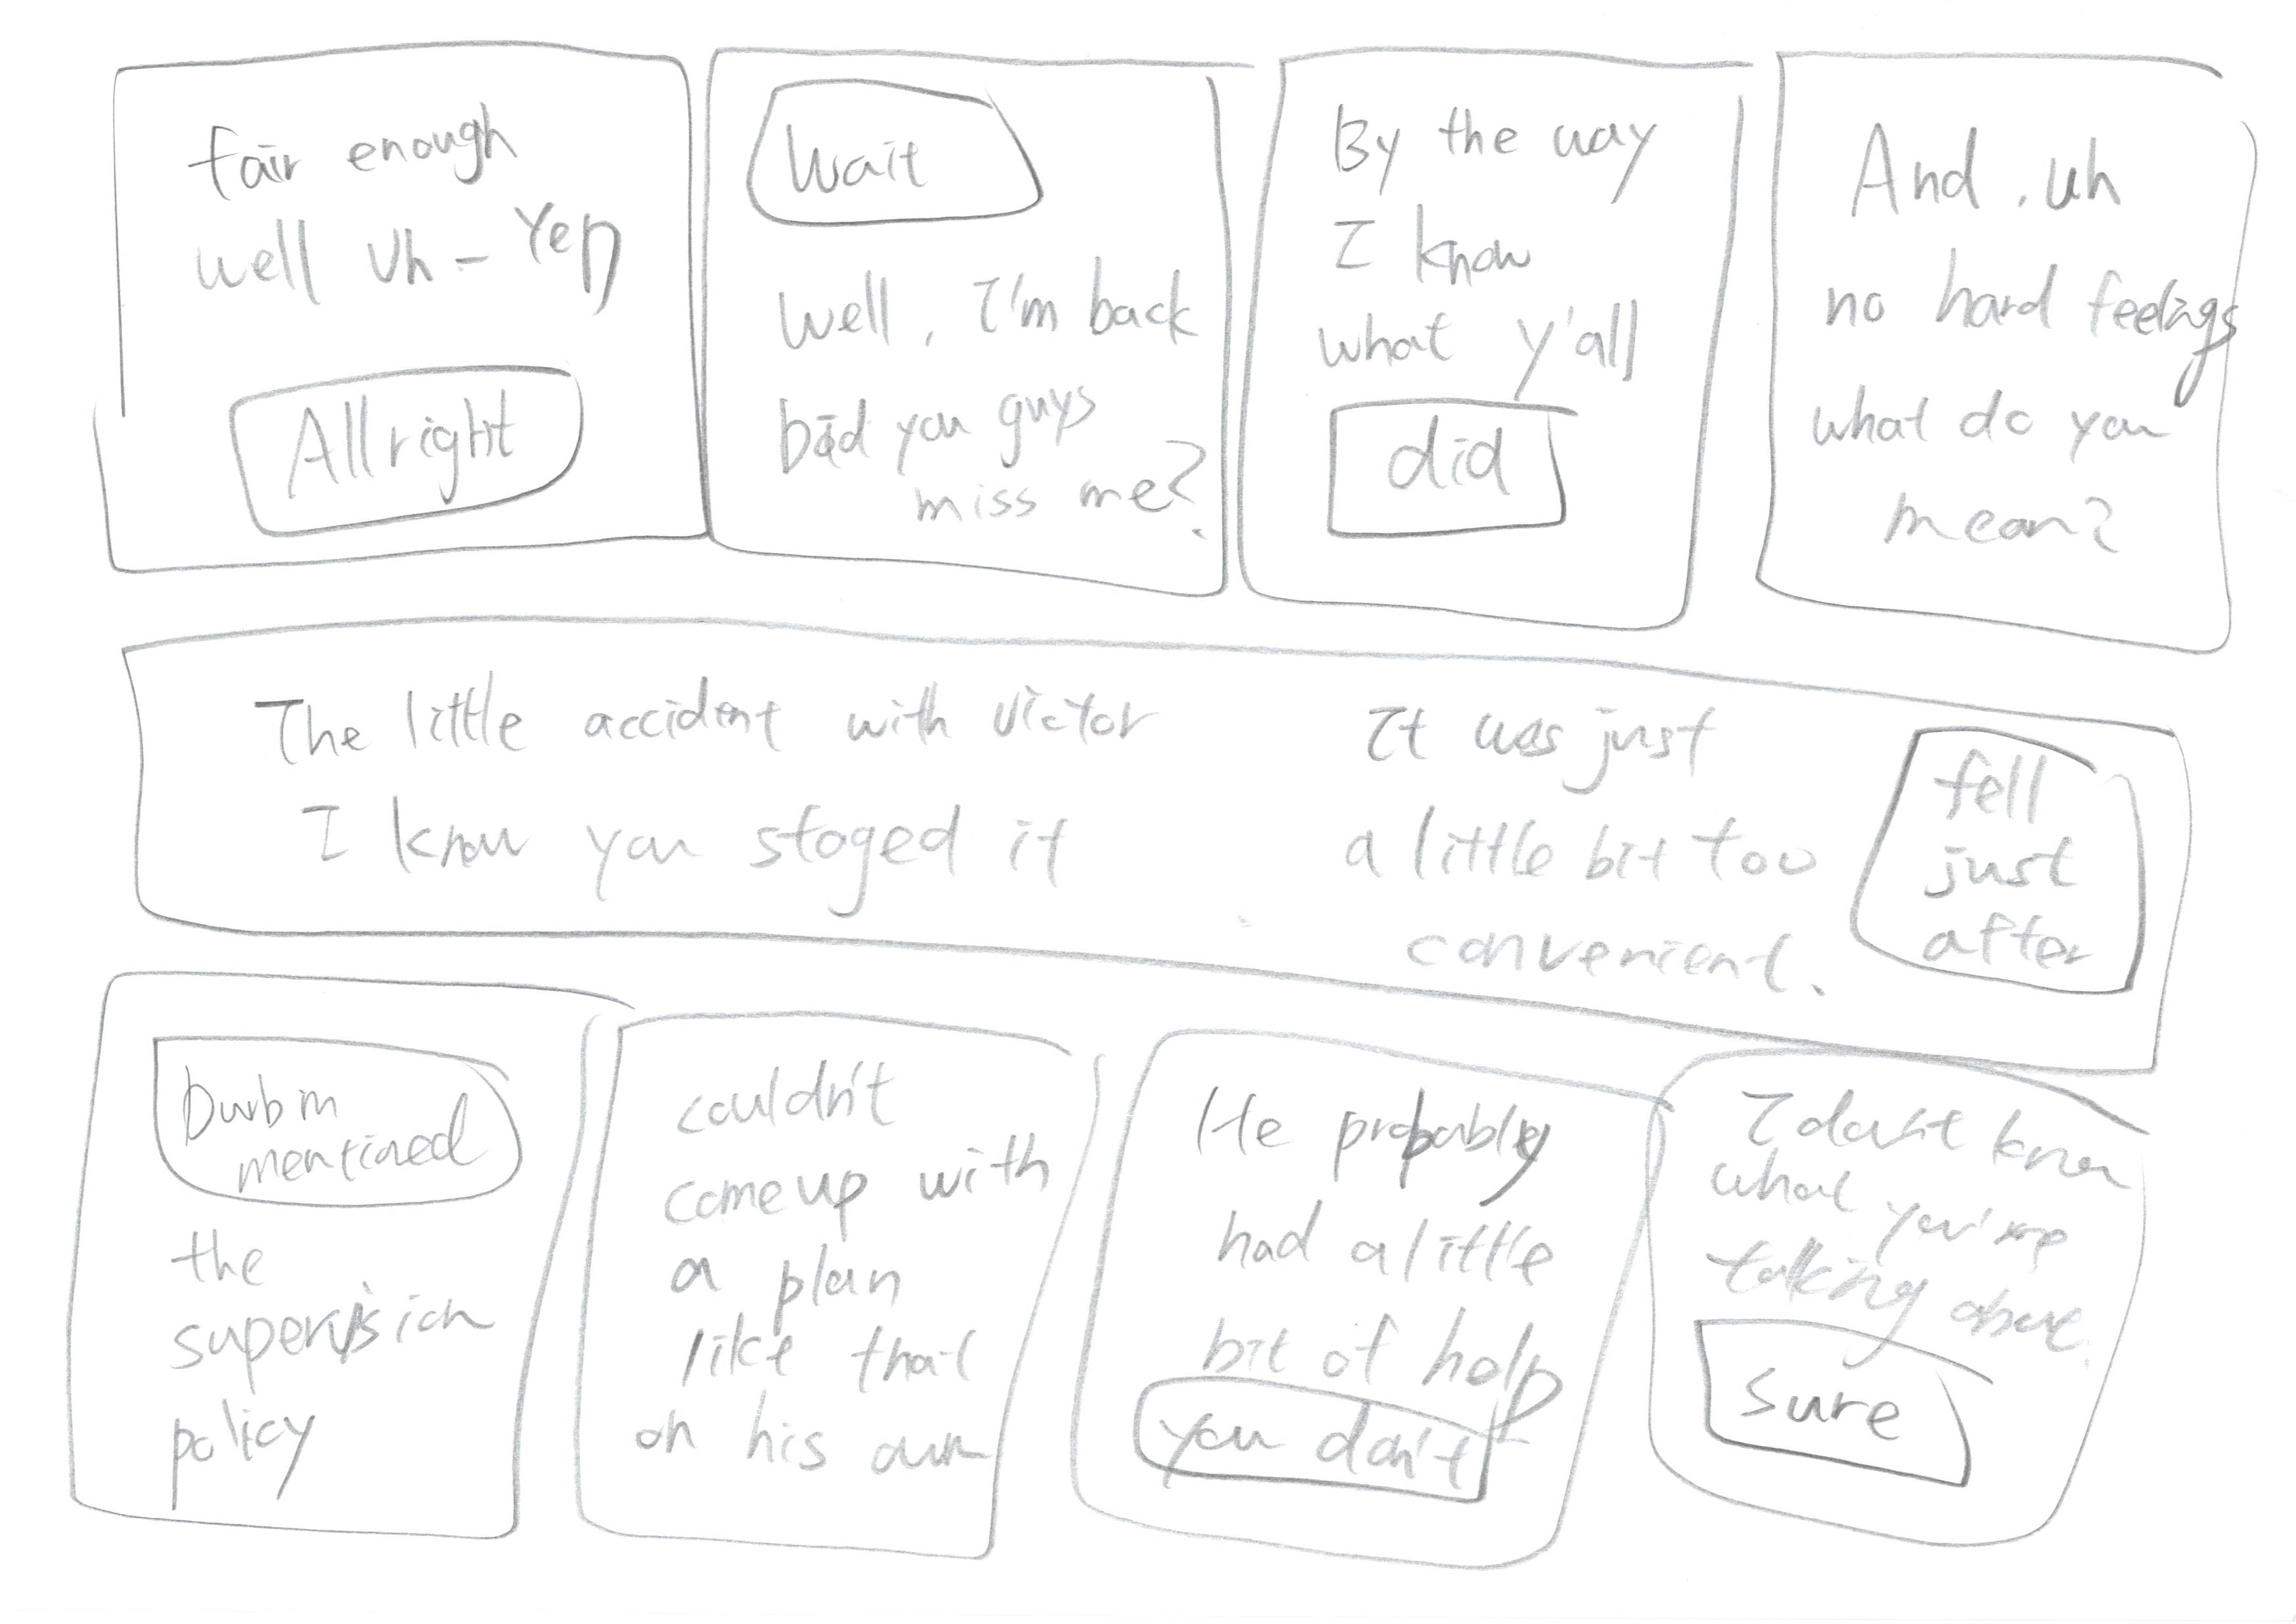 fair enough
well Uh - Yep
All right
Wait
Well, I'm back
Did you guys
miss me?
By the way
I know
what y'all
did
And, uh
no hard feelings
what do you
mean?
The little accident with Victor
I know you staged it
It was just
a little bit too
convenient.
fell
just
after
Durbin
mentioned
the
supervision
policy
couldn't
come up with
a plan
like that
on his own
He probably
had a little
bit of help
you don't
I don't know
what you're
talking about.
Sure